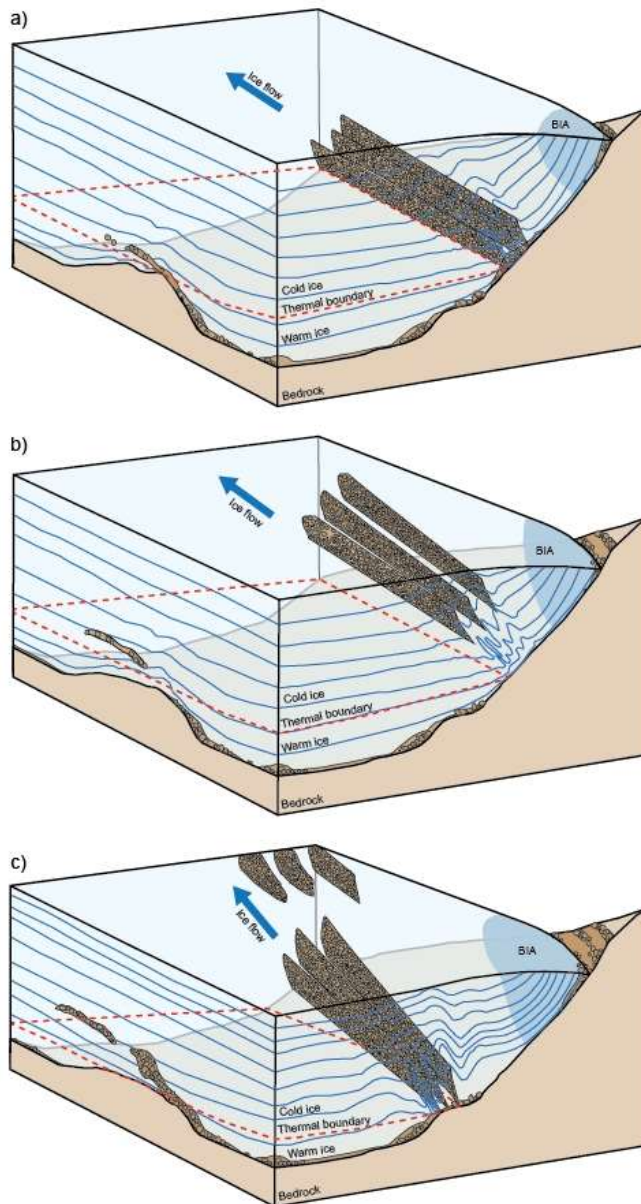 a)
Ice flow
BIA
Cold ice
Thermal boundary
Warm ice
Bedrock
b)
Ice flow
BIA
Cold ice
Thermal boundary
Warm ice
Bedrock
c)
Ice flow
BIA
Cold ice
Thermal boundary
Warm ice
Bedrock